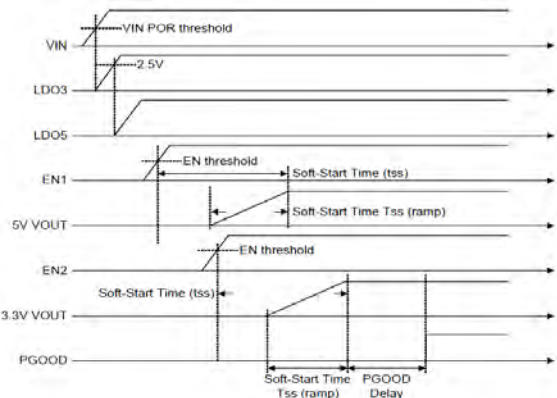 VIN POR threshold
VIN
2.5V
LDO3
LDO5
EN threshold
Soft-Start Time (tss)
EN1
Soft-Start Time Tss (ramp)
5V VOUT
EN threshold
EN2
Soft-Start Time (tss)
3.3V VOUT
PGOOD
Soft-Start Time
Tss (ramp)
PGOOD
Delay